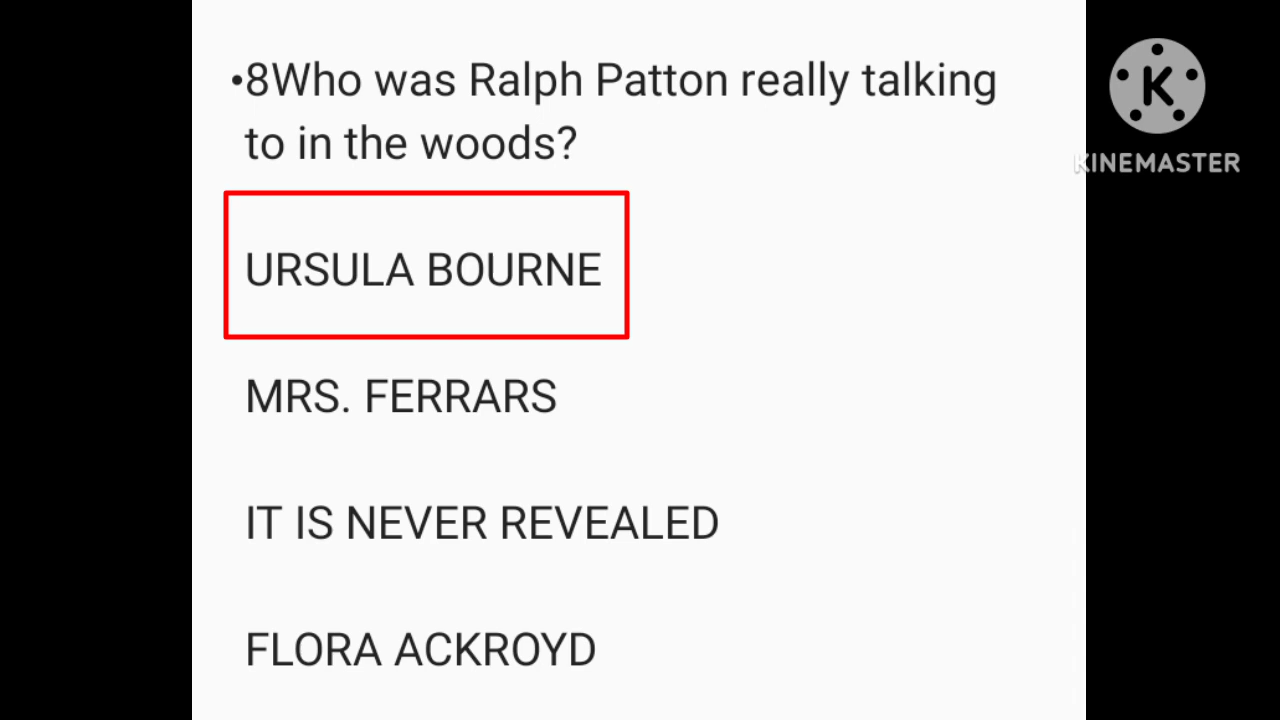 •8Who was Ralph Patton really talking
to in the woods?
URSULA BOURNE
MRS. FERRARS
IT IS NEVER REVEALED
FLORA ACKROYD
K
KINEMASTER